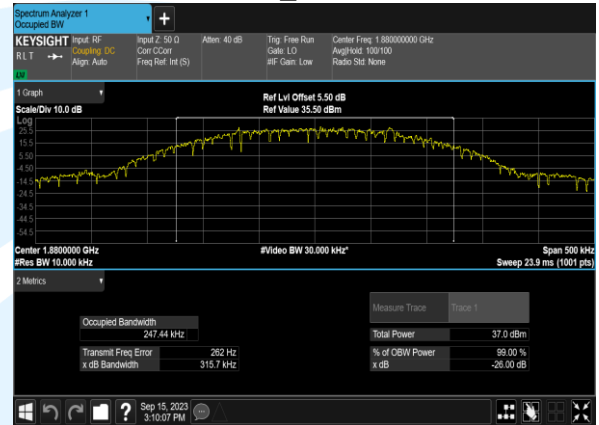 Spectrum Analyzer 1
Occupied BW
+
KEYSIGHT Input: RF Input Z: 50 Ω Atten: 40 dB Trig: Free Run Center Freq: 1.880000000 GHz
RLT Coupling: DC Corr CCorr Gate: LO Avg|Hold: 100/100
Align: Auto Freq Ref: Int (S) #IF Gain: Low Radio Std: None
1 Graph
Scale/Div 10.0 dB Ref Lvl Offset 5.50 dB
Ref Value 35.50 dBm
Log
25.5
15.5
5.50
-4.50
-14.5
-24.5
-34.5
-44.5
-54.5
Center 1.8800000 GHz #Video BW 30.000 kHz* Span 500 kHz
#Res BW 10.000 kHz Sweep 23.9 ms (1001 pts)
2 Metrics
Measure Trace Trace 1
Occupied Bandwidth
247.44 kHz Total Power 37.0 dBm
Transmit Freq Error 262 Hz % of OBW Power 99.00 %
x dB Bandwidth 315.7 kHz x dB -26.00 dB
? Sep 15, 2023
3:10:07 PM